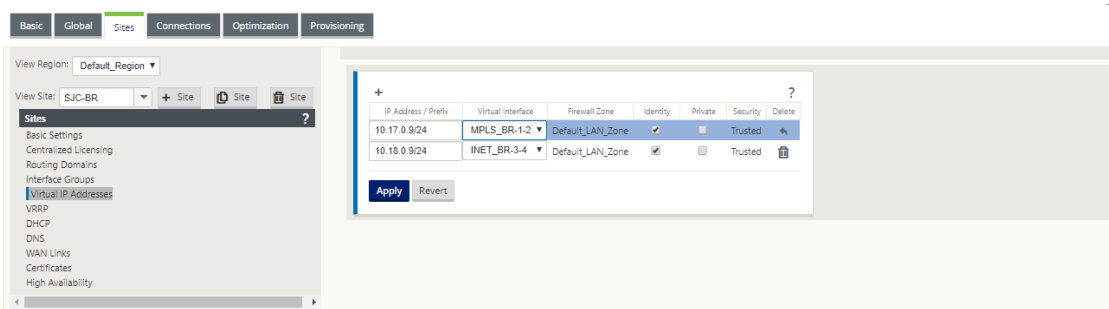 Basic Global Sites Connections Optimization Provisioning
View Region: Default_Region
View Site: SJC-BR + Site Site Site
Sites ?
Basic Settings
Centralized Licensing
Routing Domains
Interface Groups
Virtual IP Addresses
VRRP
DHCP
DNS
WAN Links
Certificates
High Availability
+ ?
IP Address / Prefix Virtual Interface Firewall Zone Identity Private Security Delete
10.17.0.9/24 MPLS_BR-1-2 Default_LAN_Zone Trusted
10.18.0.9/24 INET_BR-3-4 Default_LAN_Zone Trusted
Apply Revert